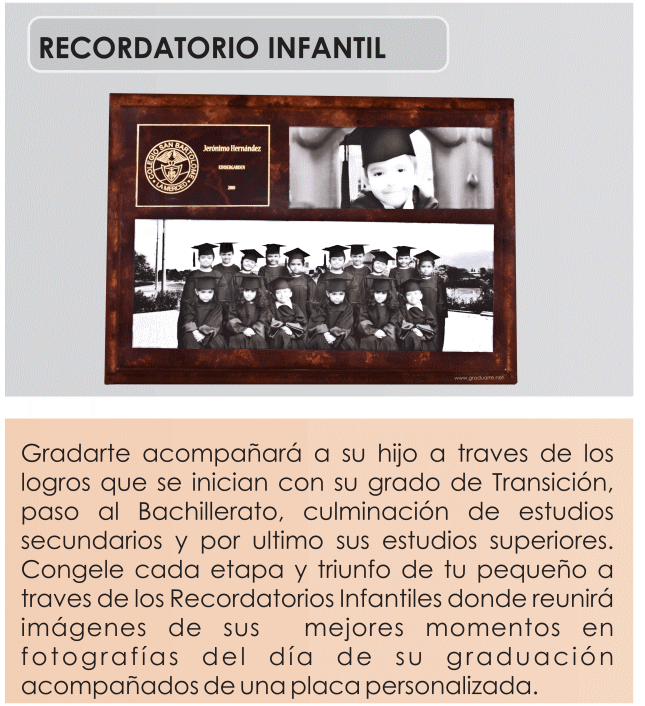 RECORDATORIO INFANTIL
COLEGIO SAN BARTOLOME
LA MERCED
Jerónimo Hernández
KINDERGARDEN
www.graduarte.net
Gradarte acompañará a su hijo a traves de los
logros que se inician con su grado de Transición,
paso al Bachillerato, culminación de estudios
secundarios y por ultimo sus estudios superiores.
Congele cada etapa y triunfo de tu pequeño a
traves de los Recordatorios Infantiles donde reunirá
imágenes de sus mejores momentos en
fotografías del día de su graduación
acompañados de una placa personalizada.